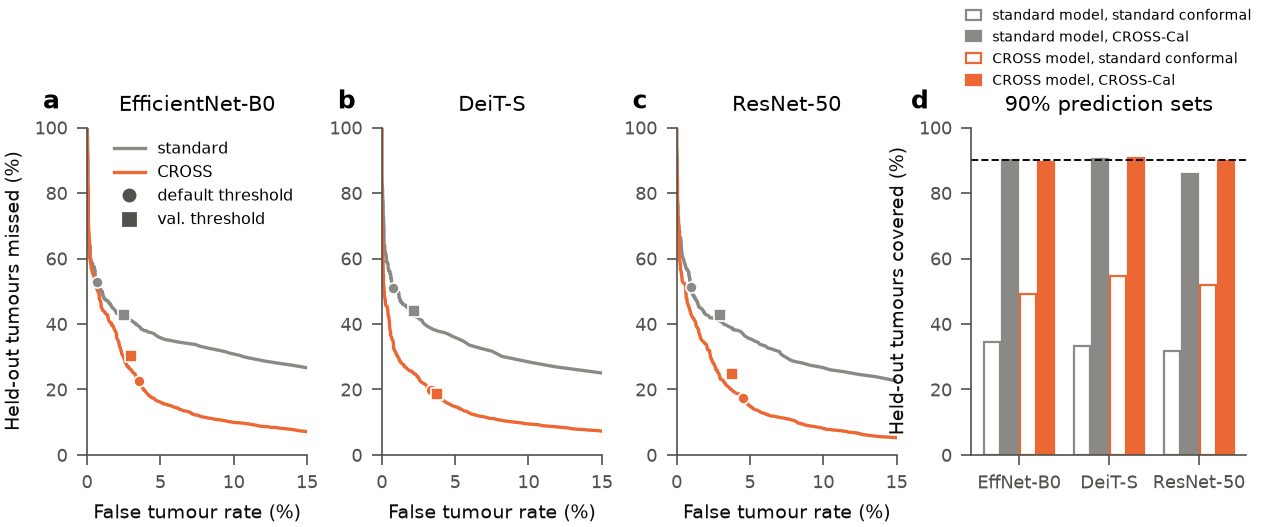 standard model, standard conformal
standard model, CROSS-Cal
CROSS model, standard conformal
CROSS model, CROSS-Cal
a
EfficientNet-B0
b
DeiT-S
c
ResNet-50
d
90% prediction sets
Held-out tumours missed (%)
100
80
60
40
20
0
standard
CROSS
default threshold
val. threshold
0
5
10
15
False tumour rate (%)
100
80
60
40
20
0
0
5
10
15
False tumour rate (%)
100
80
60
40
20
0
0
5
10
15
False tumour rate (%)
Held-out tumours covered (%)
100
80
60
40
20
0
EffNet-B0
DeiT-S
ResNet-50